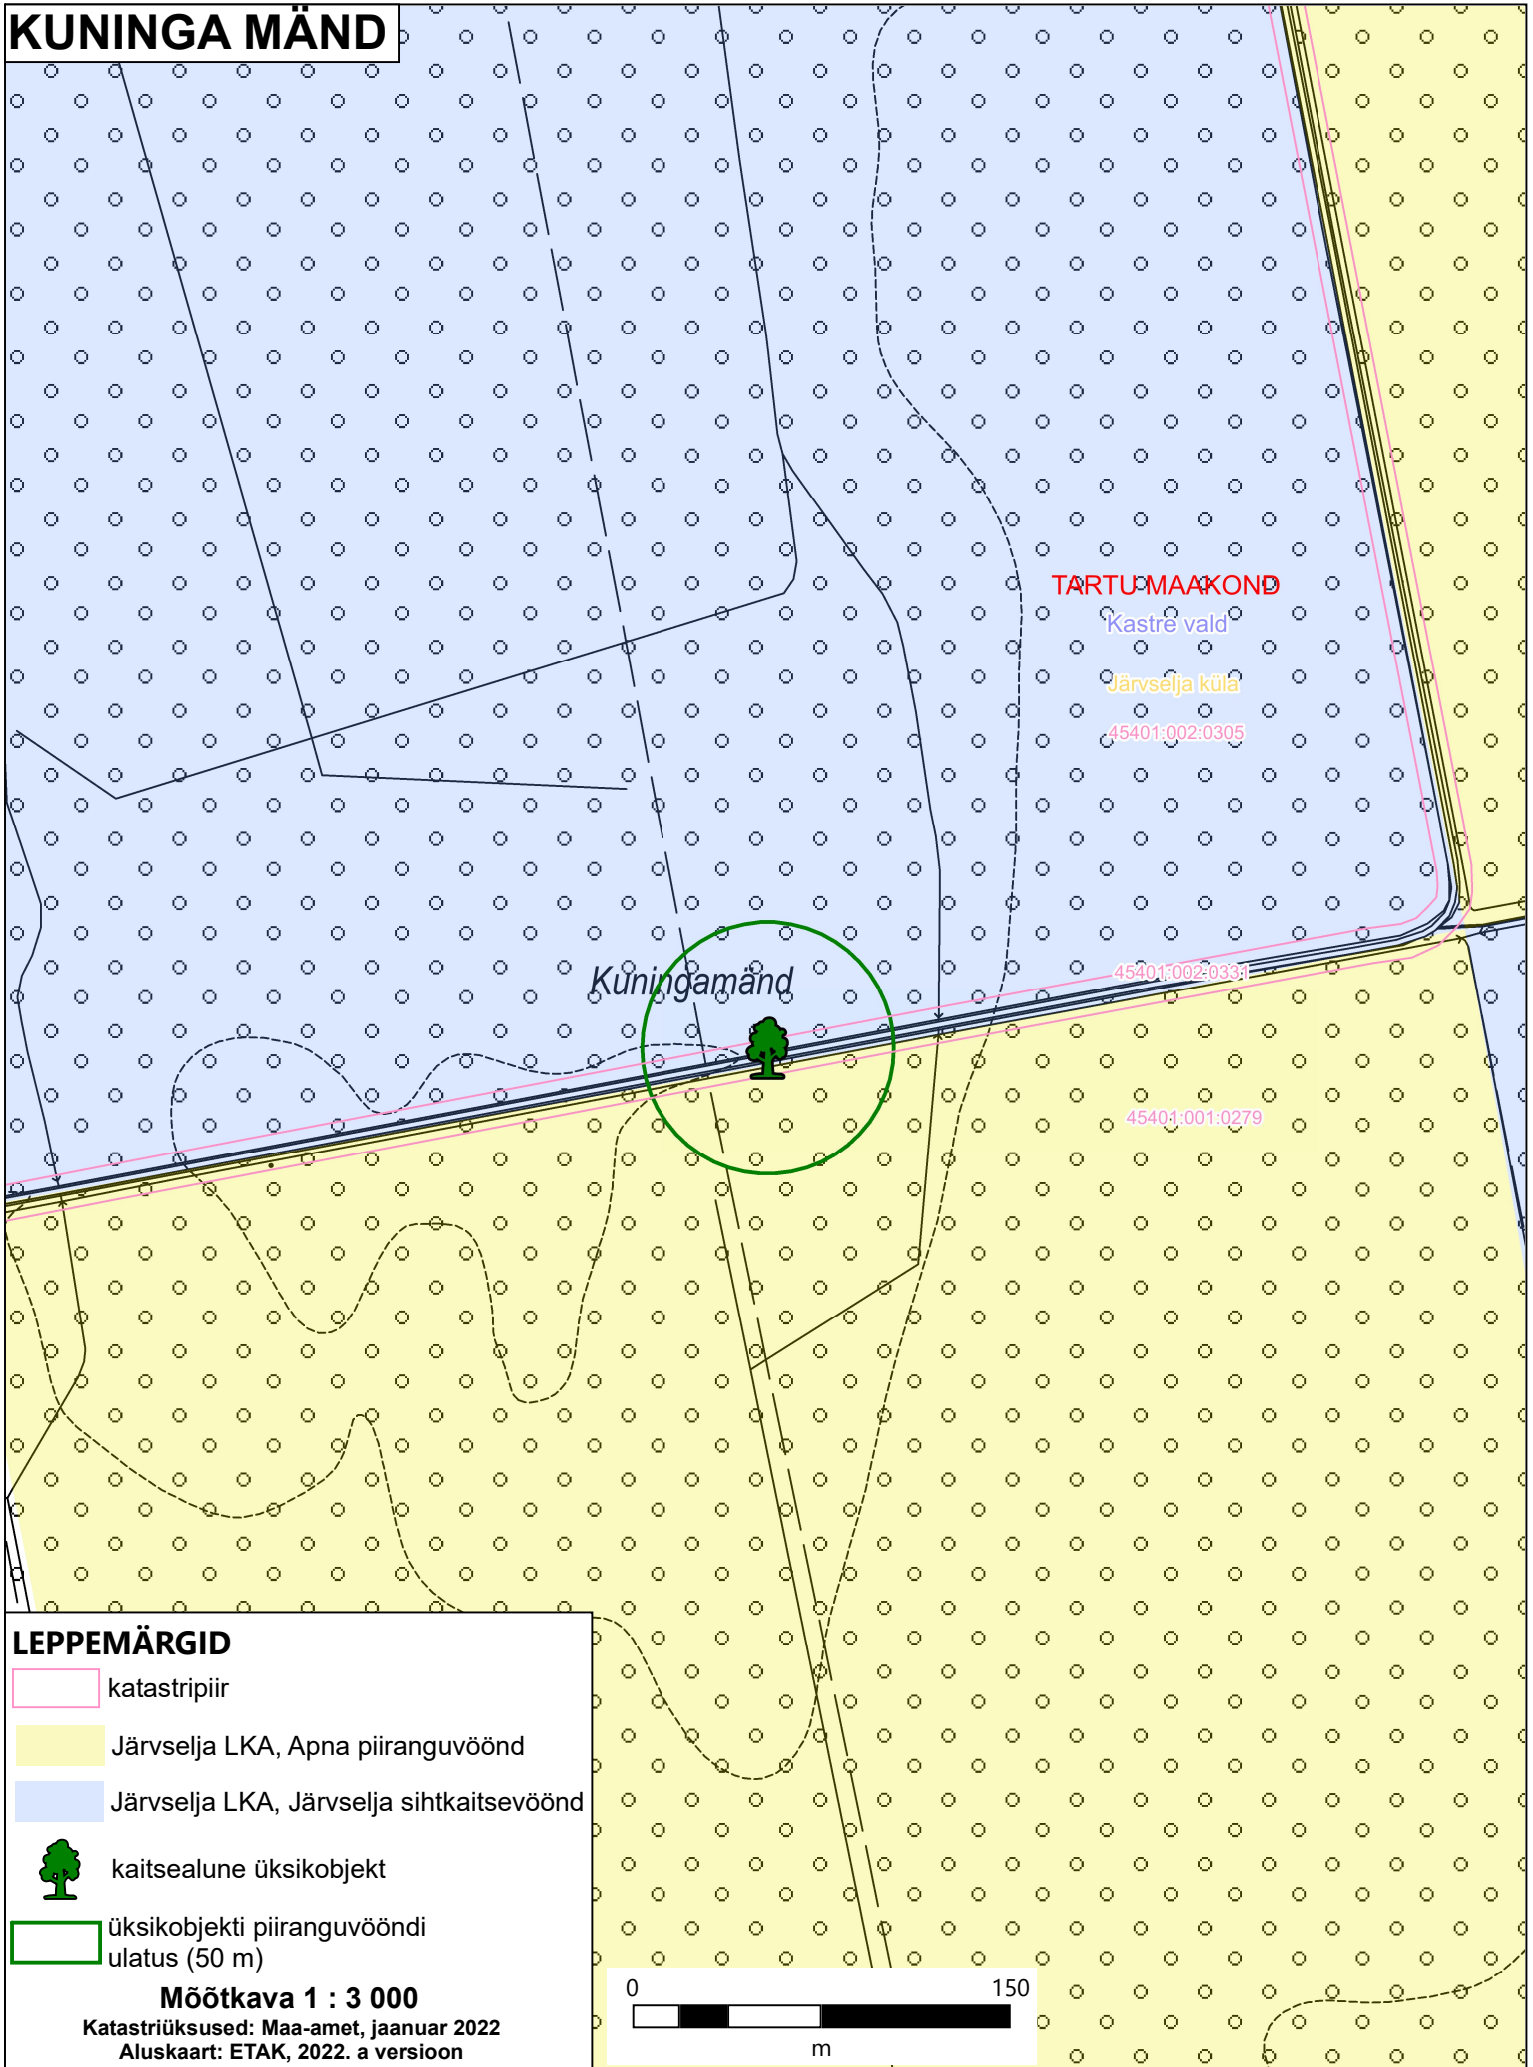 KUNINGA MÄND
TARTU MAAKOND
Kastre vald
Järvselja küla
45401:002:0305
Kuningamänd
45401:002:0331
45401:001:0279
LEPPEMÄRGID
katastripiir
Järvselja LKA, Apna piiranguvöönd
Järvselja LKA, Järvselja sihtkaitsevöönd
kaitsealune üksikobjekt
üksikobjekti piiranguvööndi
ulatus (50 m)
Mõõtkava 1 : 3 000
Katastriüksused: Maa-amet, jaanuar 2022
Aluskaart: ETAK, 2022. a versioon
0 150
m